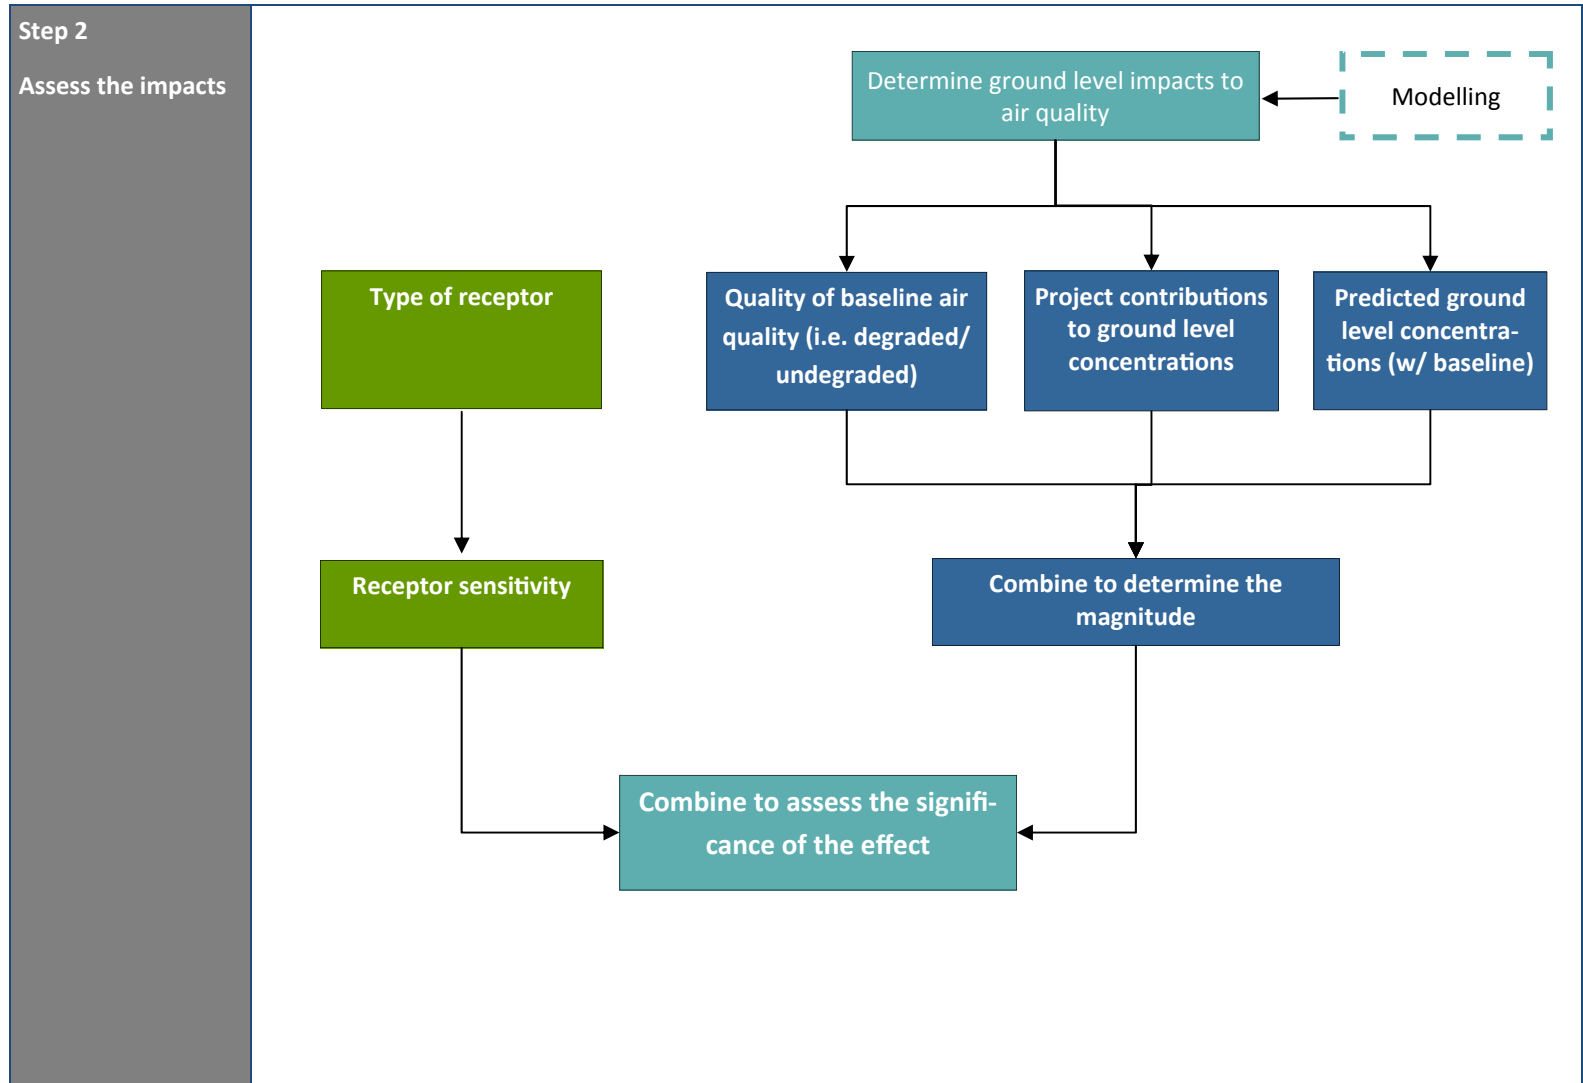 Step 2
Assess the impacts
Determine ground level impacts to
air quality
Modelling
Type of receptor
Quality of baseline air
quality (i.e. degraded/
undegraded)
Project contributions
to ground level
concentrations
Predicted ground
level concentra-
tions (w/ baseline)
Receptor sensitivity
Combine to determine the
magnitude
Combine to assess the signifi-
cance of the effect